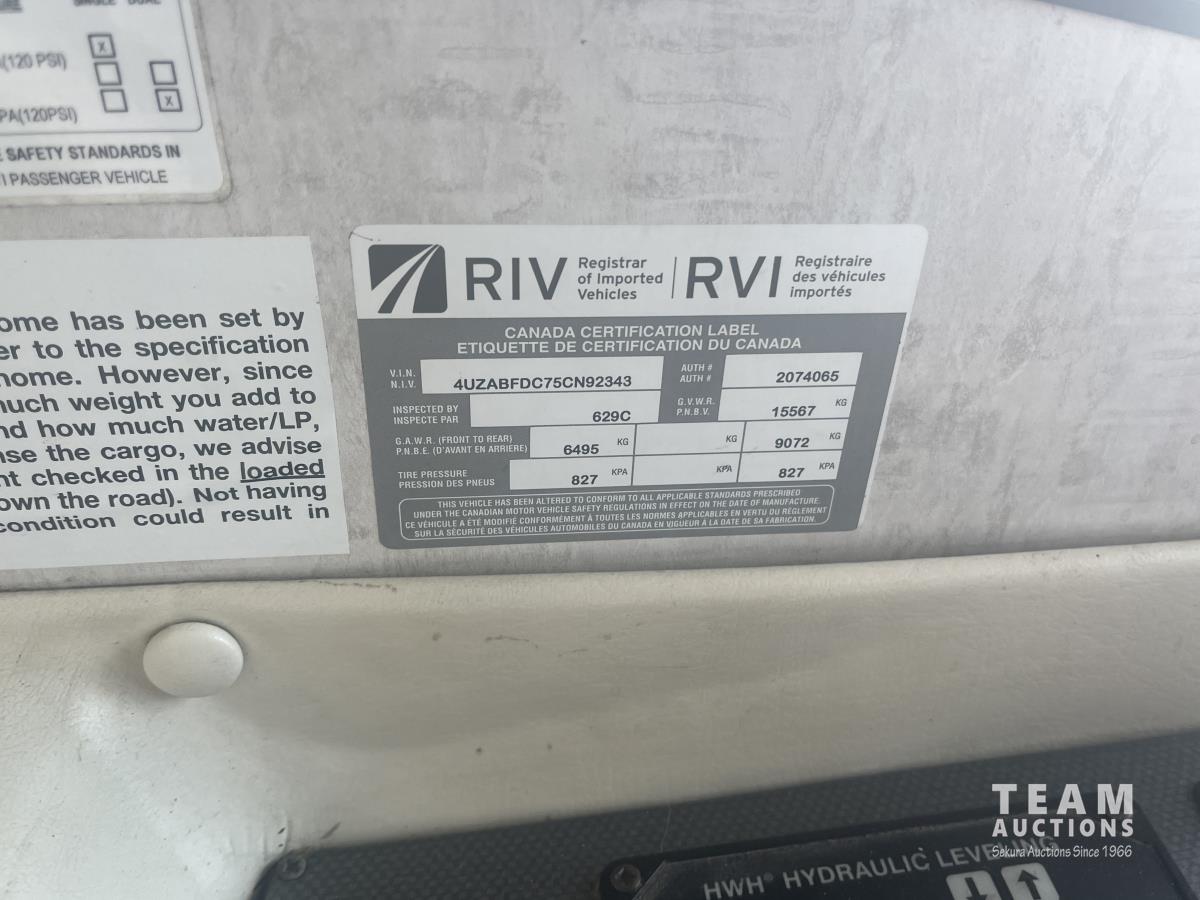 SINGLE DUAL
(120 PSI) X
PA(120PSI) X
SAFETY STANDARDS IN
PASSENGER VEHICLE
ome has been set by
er to the specification
home. However, since
much weight you add to
nd how much water/LP,
nse the cargo, we advise
nt checked in the loaded
own the road). Not having
condition could result in
RIV Registrar of Imported Vehicles | RVI Registraire des véhicules importés
CANADA CERTIFICATION LABEL
ETIQUETTE DE CERTIFICATION DU CANADA
V.I.N. N.I.V. 4UZABFDC75CN92343 AUTH # AUTH # 2074065
INSPECTED BY INSPECTE PAR 629C G.V.W.R. P.N.B.V. 15567 KG
G.A.W.R. (FRONT TO REAR) P.N.B.E. (D'AVANT EN ARRIÈRE) 6495 KG KG 9072 KG
TIRE PRESSURE PRESSION DES PNEUS 827 KPA KPA 827 KPA
THIS VEHICLE HAS BEEN ALTERED TO CONFORM TO ALL APPLICABLE STANDARDS PRESCRIBED
UNDER THE CANADIAN MOTOR VEHICLE SAFETY REGULATIONS IN EFFECT ON THE DATE OF MANUFACTURE.
CE VÉHICULE A ÉTÉ MODIFIÉ CONFORMÉMENT À TOUTES LES NORMES APPLICABLES EN VERTU DU RÈGLEMENT
SUR LA SÉCURITÉ DES VÉHICULES AUTOMOBILES DU CANADA EN VIGUEUR À LA DATE DE SA FABRICATION.
TEAM
AUCTIONS
Sekura Auctions Since 1966
HWH® HYDRAULIC LEVELING